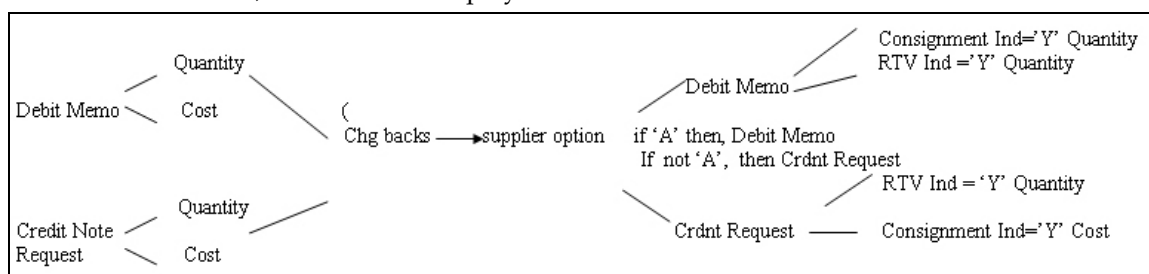 Quantity
Debit Memo
Cost
Credit Note
Request
Quantity
Cost
(
Chg backs
supplier option
if ‘A’ then, Debit Memo
If not ‘A’, then Crdnt Request
Debit Memo
Consignment Ind=’Y’ Quantity
RTV Ind =’Y’ Quantity
Crdnt Request
RTV Ind = ‘Y’ Quantity
Consignment Ind=’Y’ Cost